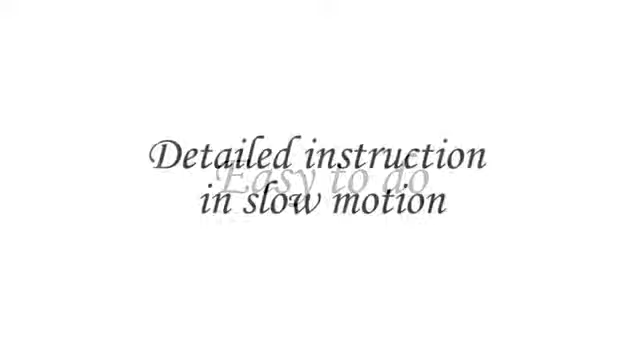 Detailed instruction
Easy to do
in slow motion